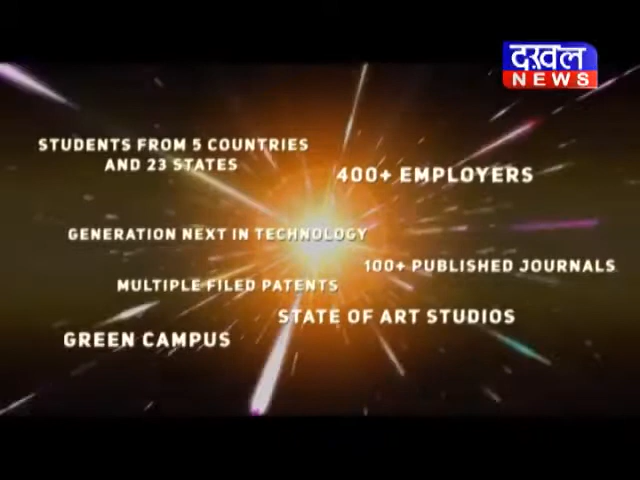 दख़ल
NEWS
STUDENTS FROM 5 COUNTRIES
AND 23 STATES
400+ EMPLOYERS
GENERATION NEXT IN TECHNOLOGY
100+ PUBLISHED JOURNALS
MULTIPLE FILED PATENTS
STATE OF ART STUDIOS
GREEN CAMPUS